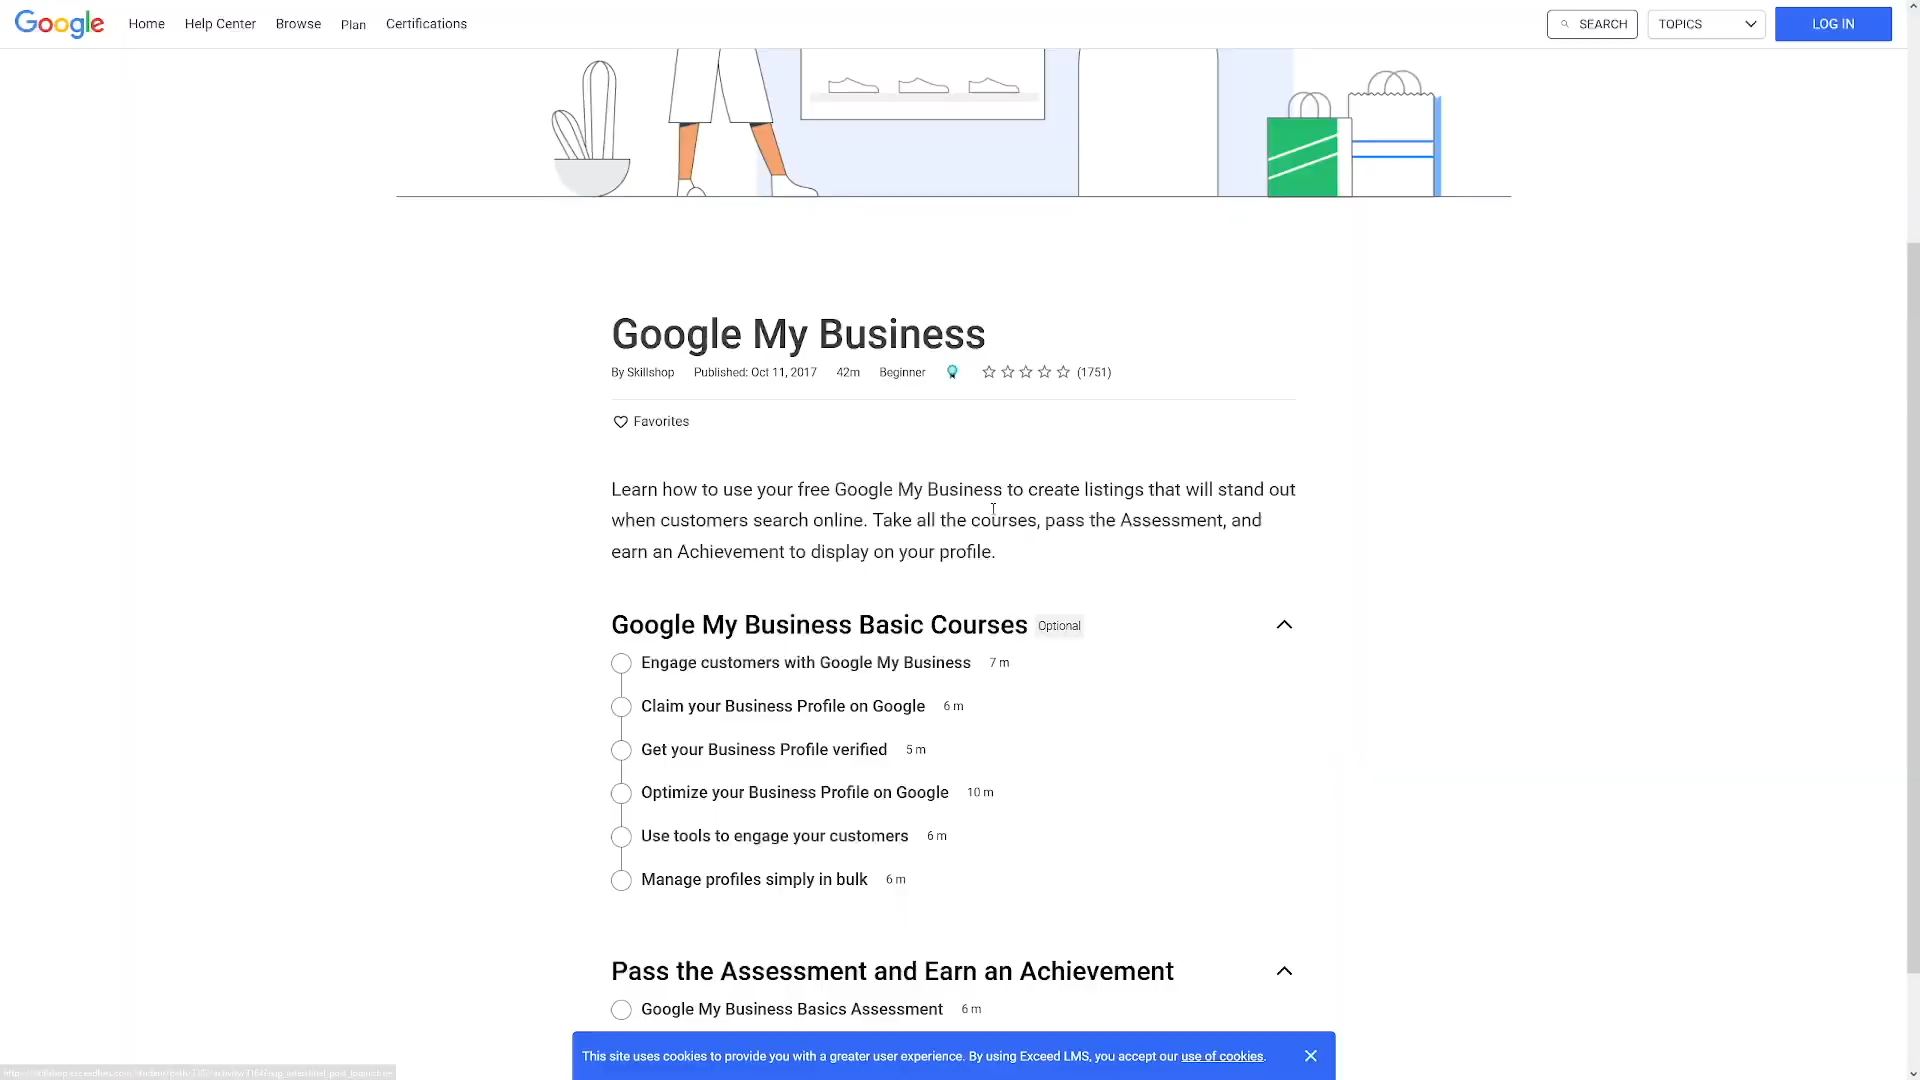 Google Home Help Center Browse Plan Certifications SEARCH TOPICS LOG IN
Google My Business
By Skillshop Published: Oct 11, 2017 42m Beginner (1751)
Favorites
Learn how to use your free Google My Business to create listings that will stand out
when customers search online. Take all the courses, pass the Assessment, and
earn an Achievement to display on your profile.
Google My Business Basic Courses Optional
Engage customers with Google My Business 7 m
Claim your Business Profile on Google 6 m
Get your Business Profile verified 5 m
Optimize your Business Profile on Google 10 m
Use tools to engage your customers 6 m
Manage profiles simply in bulk 6 m
Pass the Assessment and Earn an Achievement
Google My Business Basics Assessment 6 m
This site uses cookies to provide you with a greater user experience. By using Exceed LMS, you accept our use of cookies.